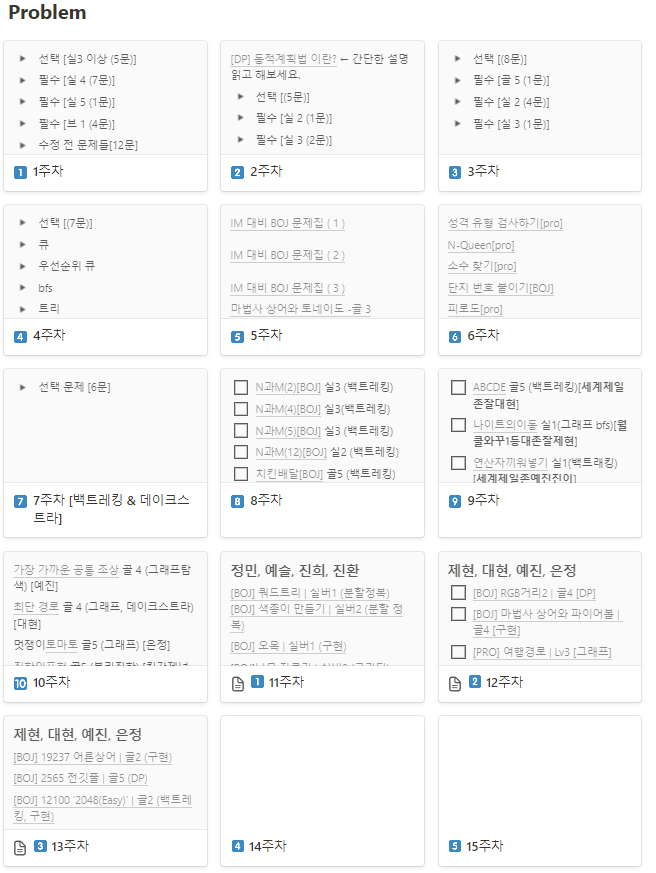 Problem
선택 [실3 이상 (5문)]
필수 [실 4 (7문)]
필수 [실 5 (1문)]
필수 [브 1 (4문)]
수정 전 문제들[12문]
1 1주차
[DP] 동적계획법 이란? ← 간단한 설명
읽고 해보세요.
선택 [(5문)]
필수 [실 2 (1문)]
필수 [실 3 (2문)]
2 2주차
선택 [(8문)]
필수 [골 5 (1문)]
필수 [실 2 (4문)]
필수 [실 3 (1문)]
3 3주차
선택 [(7문)]
큐
우선순위 큐
bfs
트리
4 4주차
IM 대비 BOJ 문제집 ( 1 )
IM 대비 BOJ 문제집 ( 2 )
IM 대비 BOJ 문제집 ( 3 )
마법사 상어와 토네이도 -골 3
5 5주차
성격 유형 검사하기[pro]
N-Queen[pro]
소수 찾기[pro]
단지 번호 붙이기[BOJ]
피로도[pro]
6 6주차
선택 문제 [6문]
7 7주차 [백트레킹 & 데이크스
트라]
N과M(2)[BOJ] 실3 (백트레킹)
N과M(4)[BOJ] 실3(백트레킹)
N과M(5)[BOJ] 실3 (백트레킹)
N과M(12)[BOJ] 실2 (백트레킹)
치킨배달[BOJ] 골5 (백트레킹)
8 8주차
ABCDE 골5 (백트레킹)[세계제일
존잘대현]
나이트의이동 실1(그래프 bfs)[월
클와꾸1등대존잘제현]
연산자끼워넣기 실1(백트래킹)
[세계제일존예진진이]
9 9주차
가장 가까운 공통 조상 골 4 (그래프탐
색) [예진]
최단 경로 골 4 (그래프, 데이크스트라)
[대현]
멋쟁이토마토 골5 (그래프) [은정]
10 10주차
정민, 예슬, 진희, 진환
[BOJ] 쿼드트리 | 실버1 (분할정복)
[BOJ] 색종이 만들기 | 실버2 (분할 정
복)
[BOJ] 오목 | 실버1 (구현)
1 11주차
제현, 대현, 예진, 은정
[BOJ] RGB거리2 | 골4 [DP]
[BOJ] 마법사 상어와 파이어볼 |
골4 [구현]
[PRO] 여행경로 | Lv3 [그래프]
2 12주차
제현, 대현, 예진, 은정
[BOJ] 19237 어른상어 | 골2 (구현)
[BOJ] 2565 전깃줄 | 골5 (DP)
[BOJ] 12100 '2048(Easy)' | 골2 (백트레
킹, 구현)
3 13주차
4 14주차
5 15주차